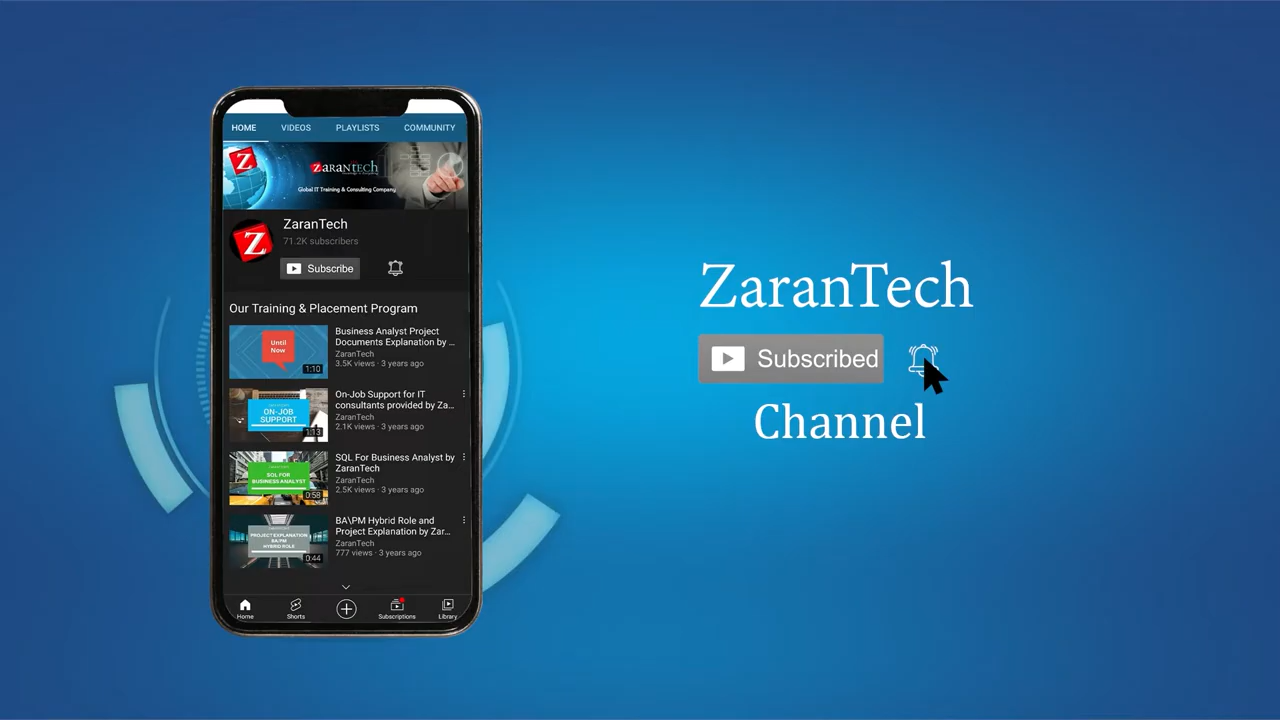 HOME VIDEOS PLAYLISTS COMMUNITY
Z
ZARANTECH
Global IT Training & Consulting Company
Z
ZaranTech
71.2K subscribers
Subscribe
Our Training & Placement Program
Until
Now
1:10
Business Analyst Project
Documents Explanation by ...
ZaranTech
3.5K views · 3 years ago
ON-JOB
SUPPORT
1:13
On-Job Support for IT
consultants provided by Za...
ZaranTech
2.1K views · 3 years ago
SQL FOR
BUSINESS ANALYST
0:58
SQL For Business Analyst by
ZaranTech
2.5K views · 3 years ago
PROJECT EXPLANATION
BA/PM
HYBRID ROLE
0:44
BA\PM Hybrid Role and
Project Explanation by Zar...
ZaranTech
777 views · 3 years ago
Home Shorts Subscriptions Library
ZaranTech
Subscribed
Channel